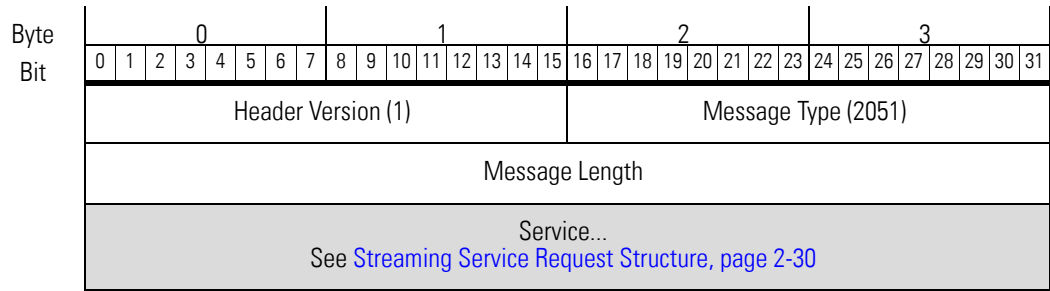 Byte 0 1 2 3
Bit 0 1 2 3 4 5 6 7 8 9 10 11 12 13 14 15 16 17 18 19 20 21 22 23 24 25 26 27 28 29 30 31
Header Version (1) Message Type (2051)
Message Length
Service...
See Streaming Service Request Structure, page 2-30